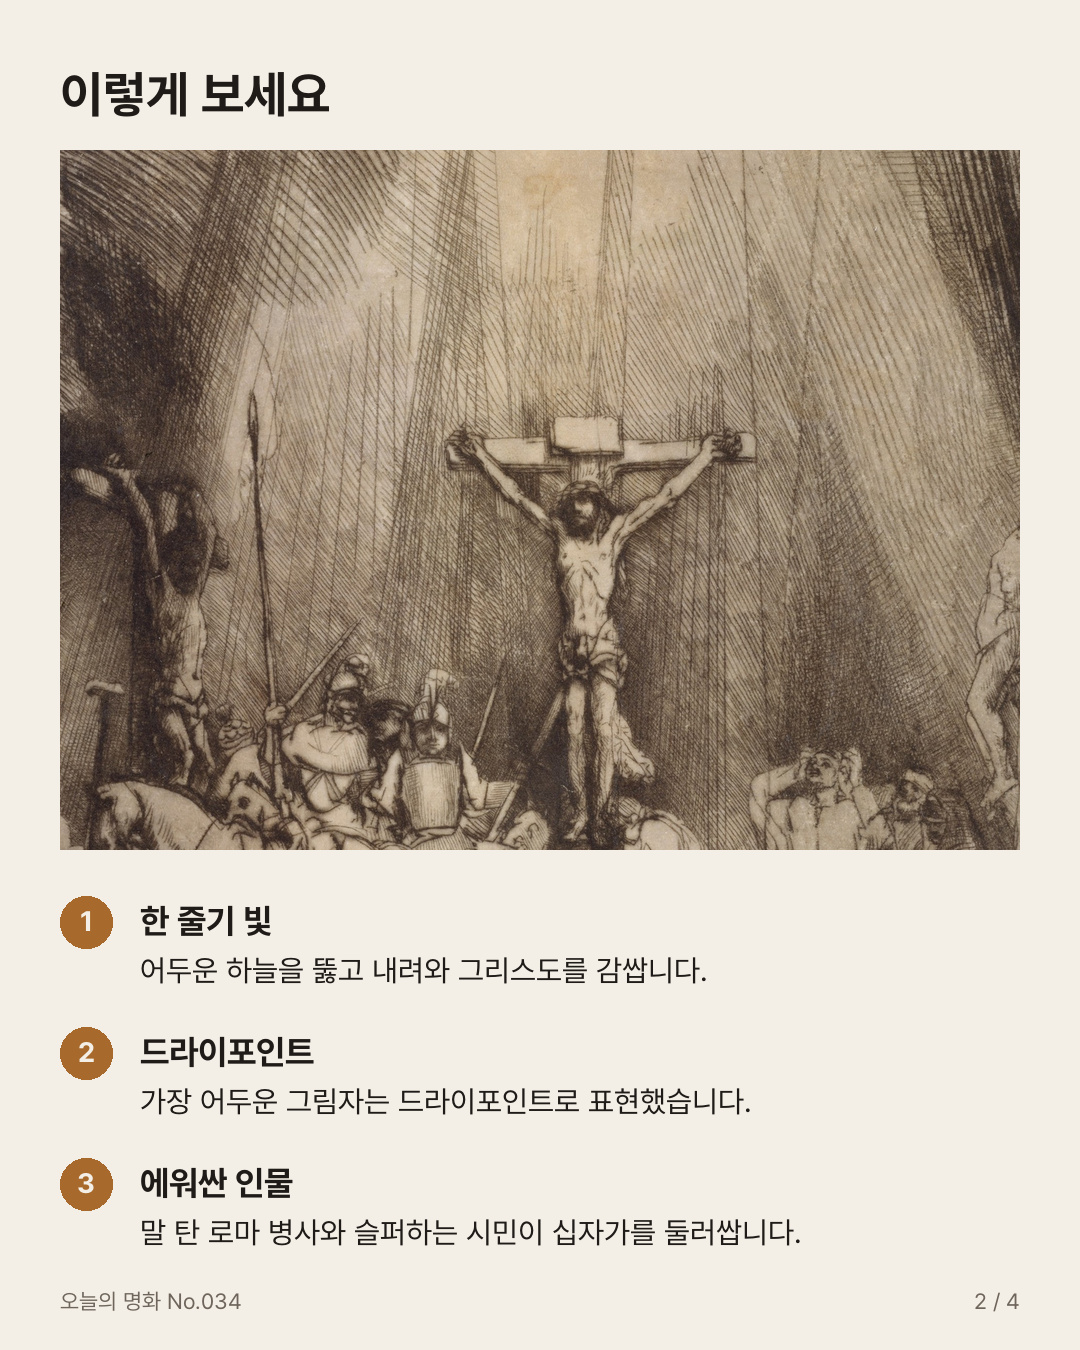 이렇게 보세요
1 한 줄기 빛
어두운 하늘을 뚫고 내려와 그리스도를 감쌉니다.
2 드라이포인트
가장 어두운 그림자는 드라이포인트로 표현했습니다.
3 에워싼 인물
말 탄 로마 병사와 슬퍼하는 시민이 십자가를 둘러쌉니다.
오늘의 명화 No.034 2 / 4